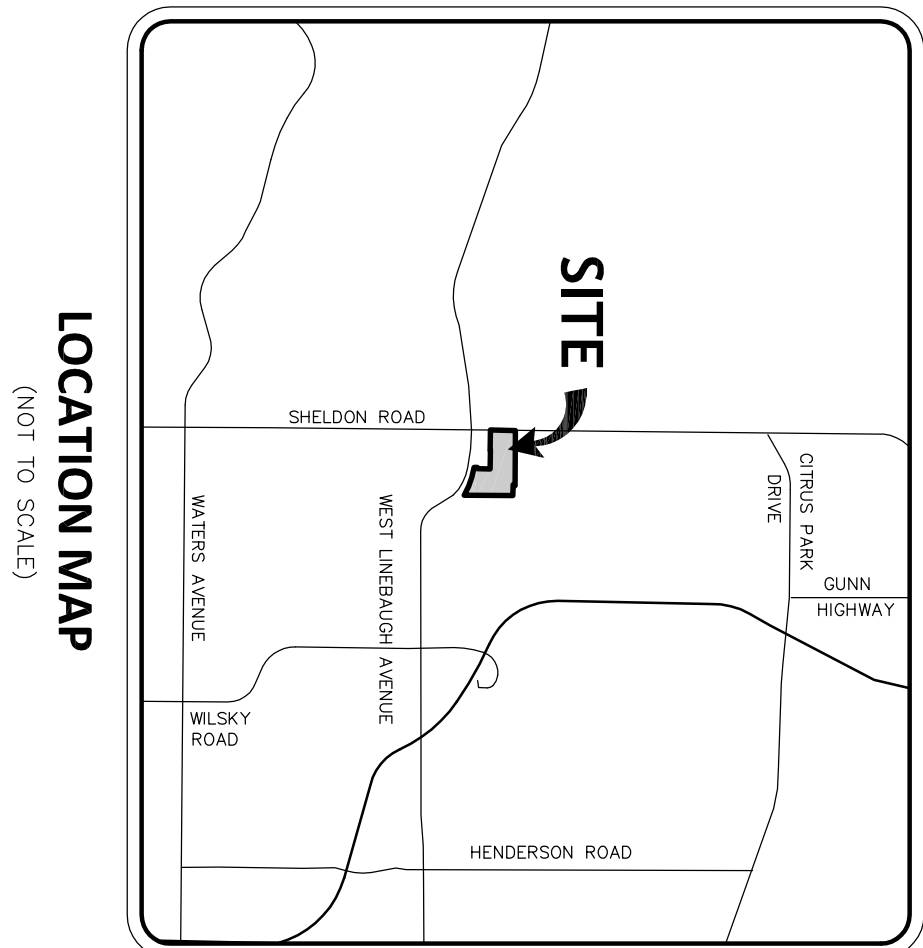 SITE
SHELDON ROAD
CITRUS PARK
DRIVE
GUNN
HIGHWAY
WATERS AVENUE
WEST LINEBAUGH AVENUE
WILSKY
ROAD
HENDERSON ROAD
LOCATION MAP
(NOT TO SCALE)